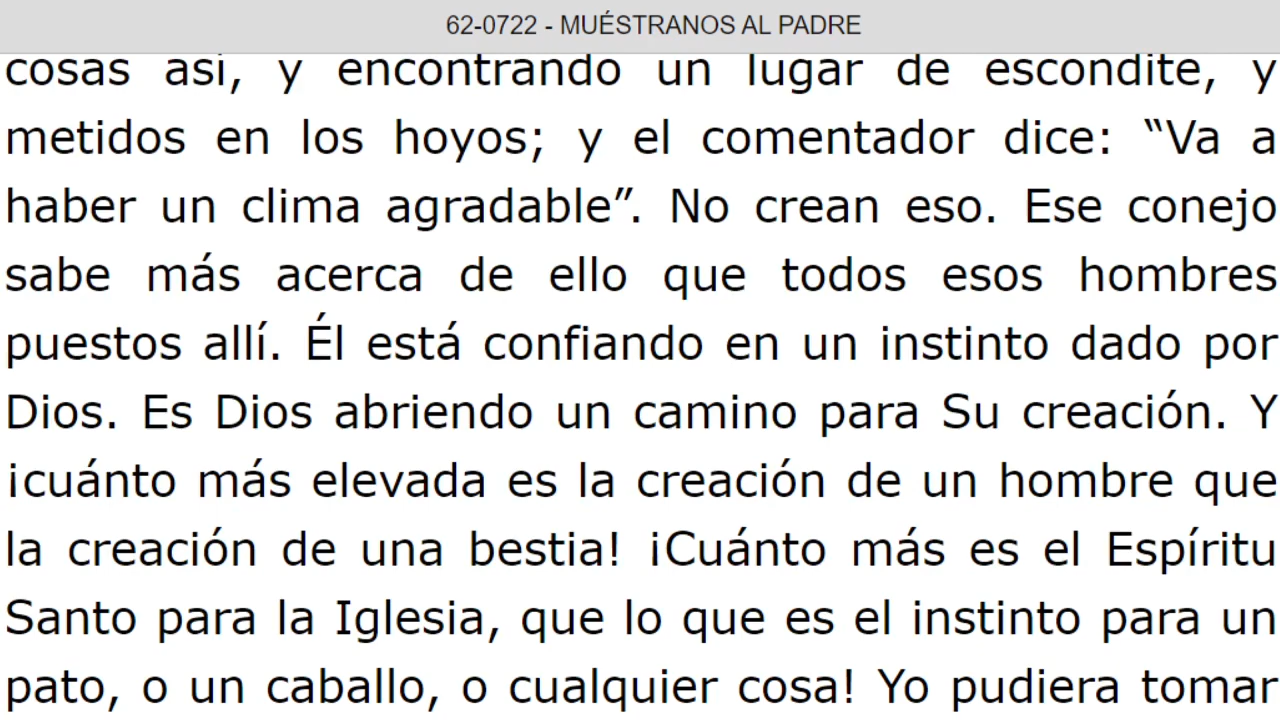 62-0722 - MUÉSTRANOS AL PADRE
cosas así, y encontrando un lugar de escondite, y
metidos en los hoyos; y el comentador dice: “Va a
haber un clima agradable”. No crean eso. Ese conejo
sabe más acerca de ello que todos esos hombres
puestos allí. Él está confiando en un instinto dado por
Dios. Es Dios abriendo un camino para Su creación. Y
¡cuánto más elevada es la creación de un hombre que
la creación de una bestia! ¡Cuánto más es el Espíritu
Santo para la Iglesia, que lo que es el instinto para un
pato, o un caballo, o cualquier cosa! Yo pudiera tomar